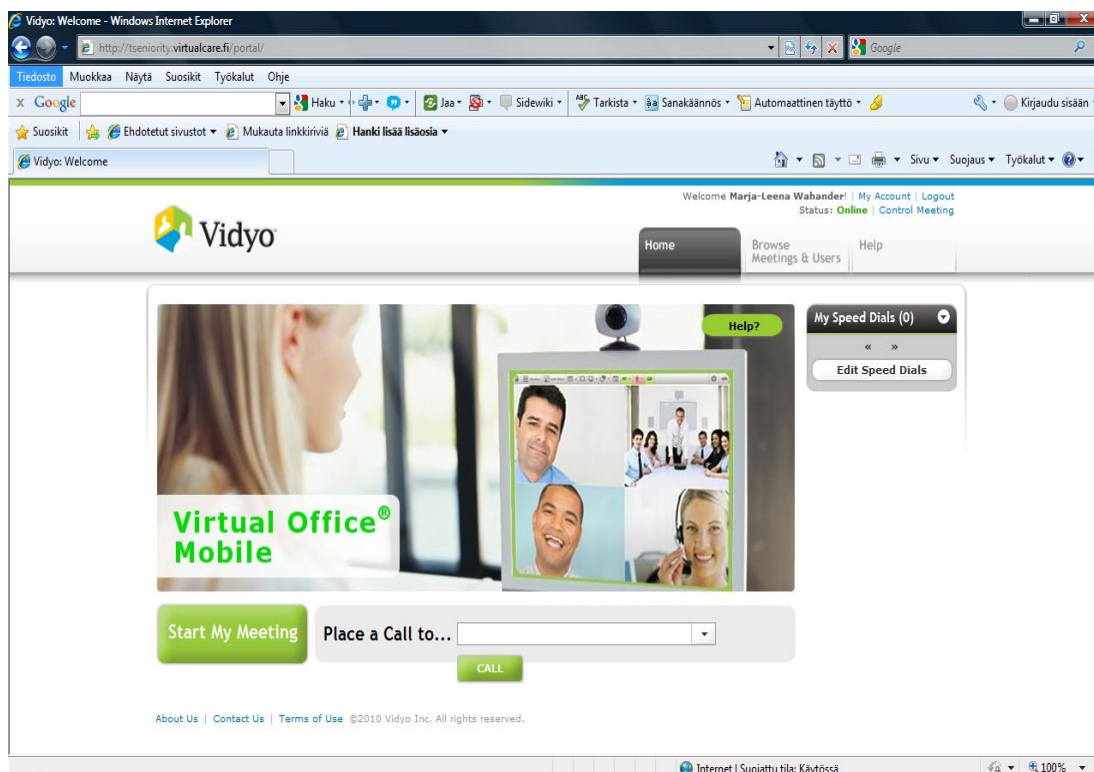 Vidyo: Welcome - Windows Internet Explorer
http://tseniority.virtualcare.fi/portal/
Google
Tiedosto Muokkaa Näytä Suosikit Työkalut Ohje
x Google Haku Jaa Sidewiki Tarkista Sanakäännös Automaattinen täyttö Kirjaudu sisään
Suosikit Ehdotetut sivustot Mukauta linkkiriviä Hanki lisää lisäosia
Vidyo: Welcome Sivu Suojaus Työkalut
Welcome Marja-Leena Wahander! | My Account | Logout
Status: Online | Control Meeting
Vidyo
Home Browse Meetings & Users Help
Help?
My Speed Dials (0)
« »
Edit Speed Dials
Virtual Office®
Mobile
Start My Meeting Place a Call to...
CALL
About Us | Contact Us | Terms of Use ©2010 Vidyo Inc. All rights reserved.
Internet | Suojattu tila: Käytössä 100%